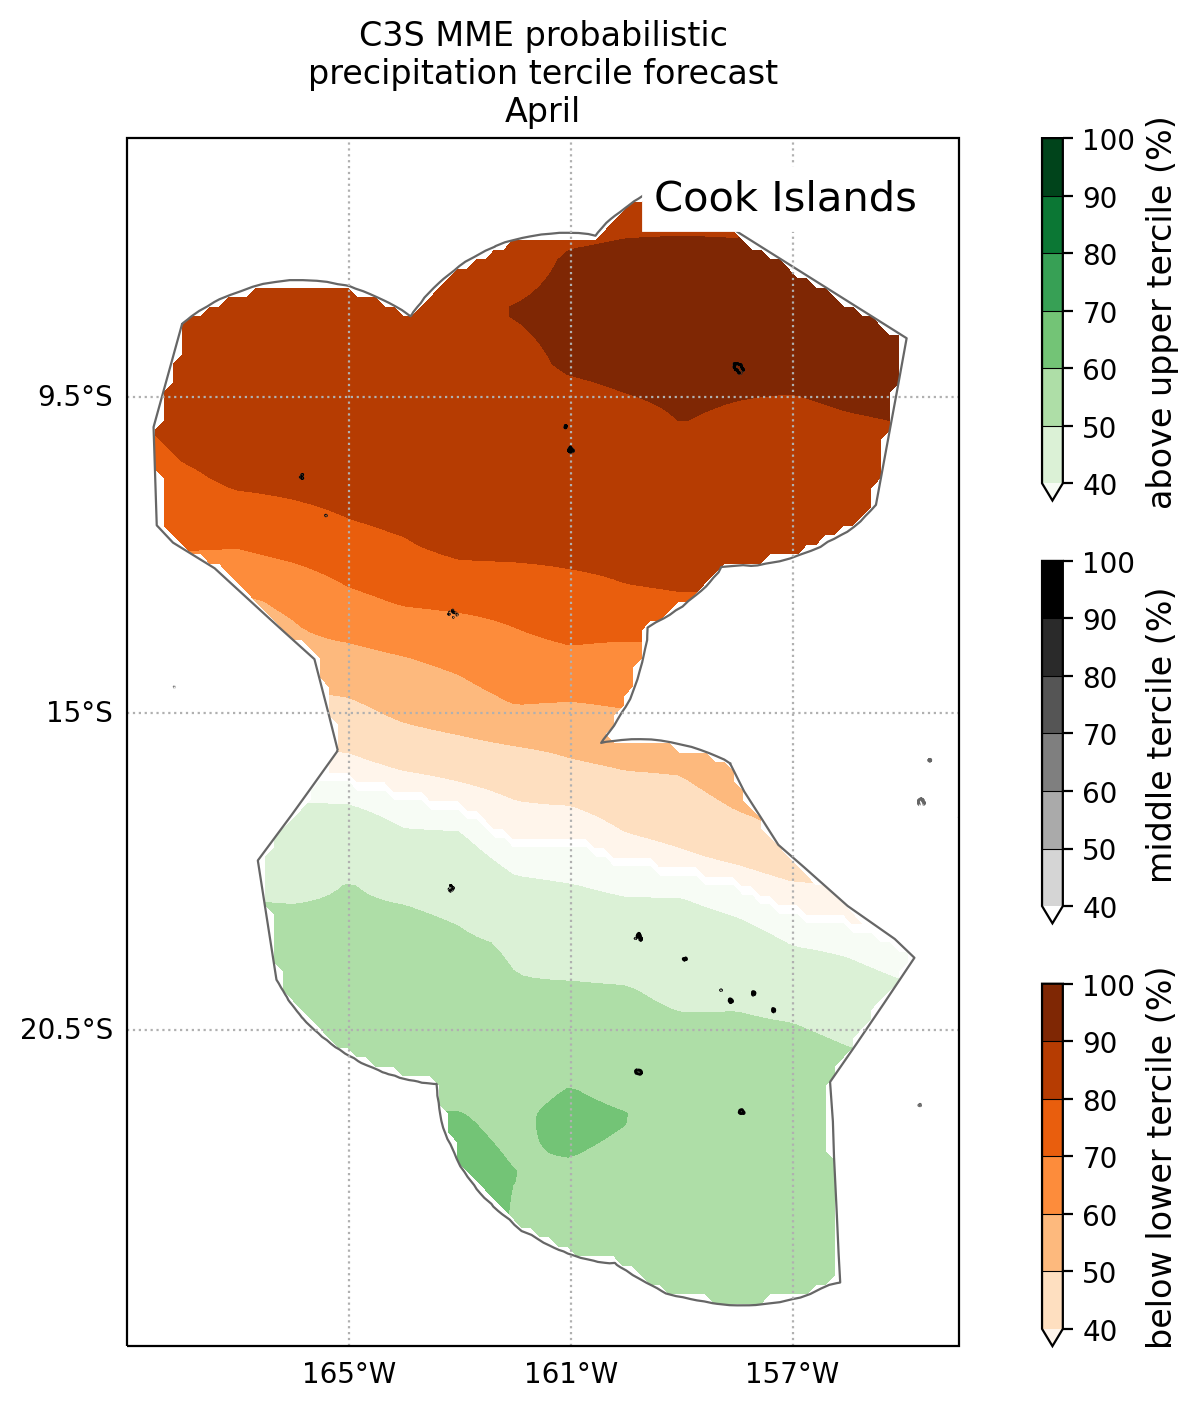 C3S MME probabilistic
precipitation tercile forecast
April
Cook Islands
9.5°S
15°S
20.5°S
165°W
161°W
157°W
100
90
80
70
60
50
40
above upper tercile (%)
100
90
80
70
60
50
40
middle tercile (%)
100
90
80
70
60
50
40
below lower tercile (%)